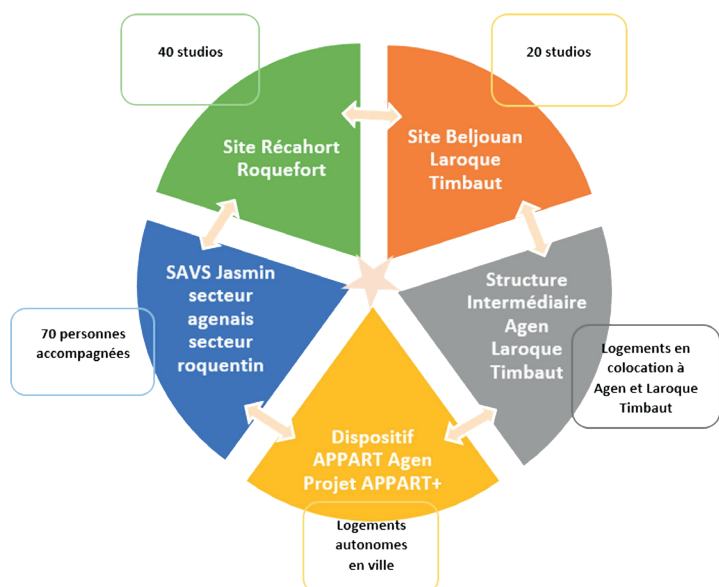 40 studios
20 studios
Site Récahort
Roquefort
Site Beljouan
Laroque
Timbaut
SAVS Jasmin
secteur
agenais
secteur
roquentin
Structure
Intermédiaire
Agen
Laroque
Timbaut
70 personnes
accompagnées
Logements en
colocation à
Agen et Laroque
Timbaut
Dispositif
APPART Agen
Projet APPART+
Logements
autonomes
en ville